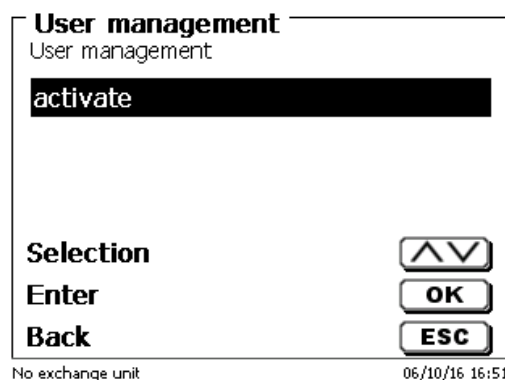 User management
User management
activate
Selection
Enter OK
Back ESC
No exchange unit 06/10/16 16:51